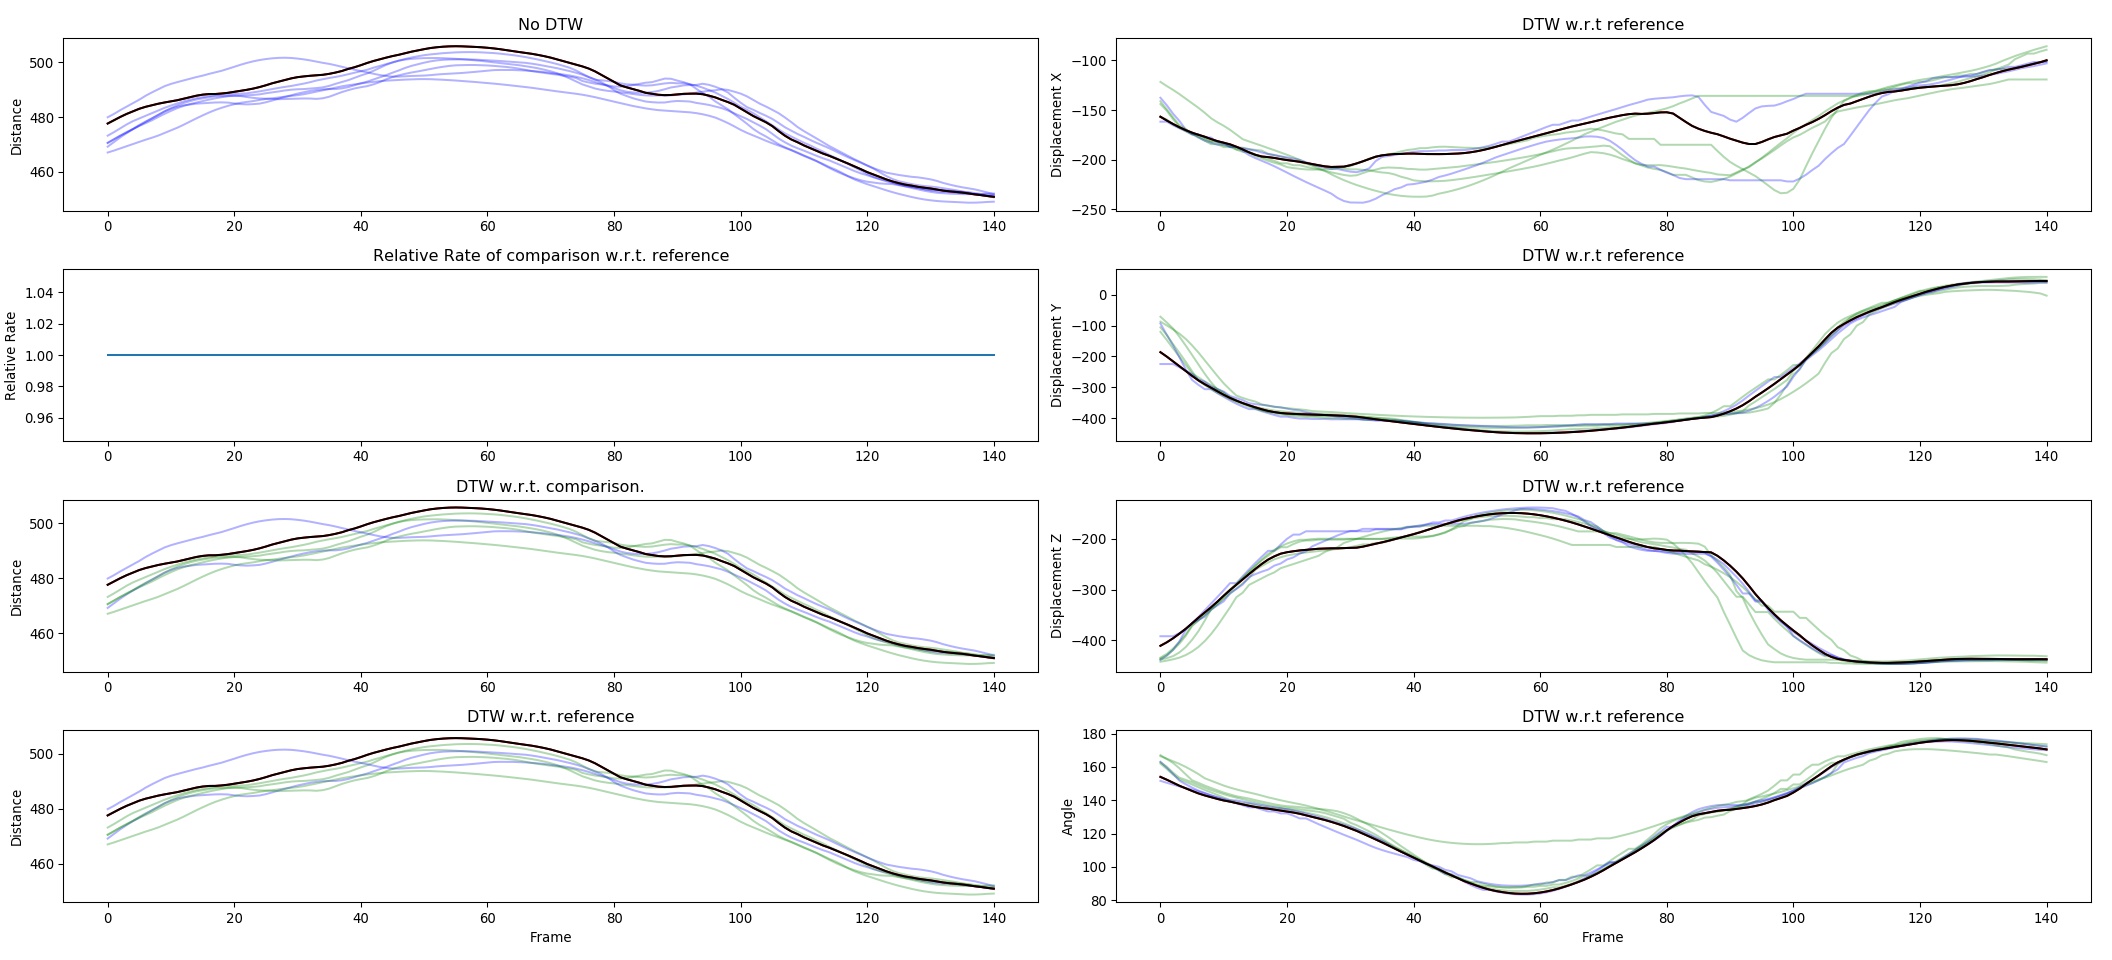 No DTW
500
480
460
Distance
0 20 40 60 80 100 120 140
Relative Rate of comparison w.r.t. reference
1.04
1.02
1.00
0.98
0.96
Relative Rate
0 20 40 60 80 100 120 140
DTW w.r.t. comparison.
500
480
460
Distance
0 20 40 60 80 100 120 140
DTW w.r.t. reference
500
480
460
Distance
0 20 40 60 80 100 120 140
Frame
DTW w.r.t reference
−100
−150
−200
−250
Displacement X
0 20 40 60 80 100 120 140
DTW w.r.t reference
0
−100
−200
−300
−400
Displacement Y
0 20 40 60 80 100 120 140
DTW w.r.t reference
−200
−300
−400
Displacement Z
0 20 40 60 80 100 120 140
DTW w.r.t reference
180
160
140
120
100
80
Angle
0 20 40 60 80 100 120 140
Frame